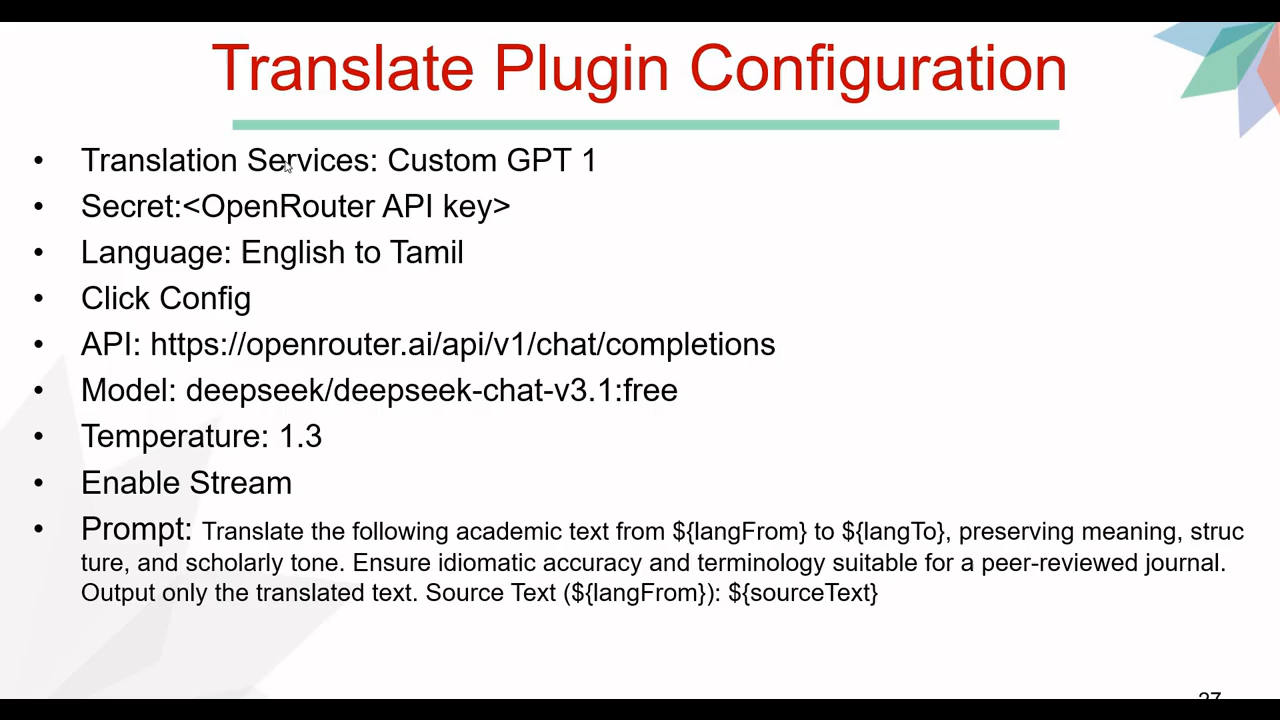 Translate Plugin Configuration
• Translation Services: Custom GPT 1
• Secret:<OpenRouter API key>
• Language: English to Tamil
• Click Config
• API: https://openrouter.ai/api/v1/chat/completions
• Model: deepseek/deepseek-chat-v3.1:free
• Temperature: 1.3
• Enable Stream
• Prompt: Translate the following academic text from ${langFrom} to ${langTo}, preserving meaning, struc
ture, and scholarly tone. Ensure idiomatic accuracy and terminology suitable for a peer-reviewed journal.
Output only the translated text. Source Text (${langFrom}): ${sourceText}
27